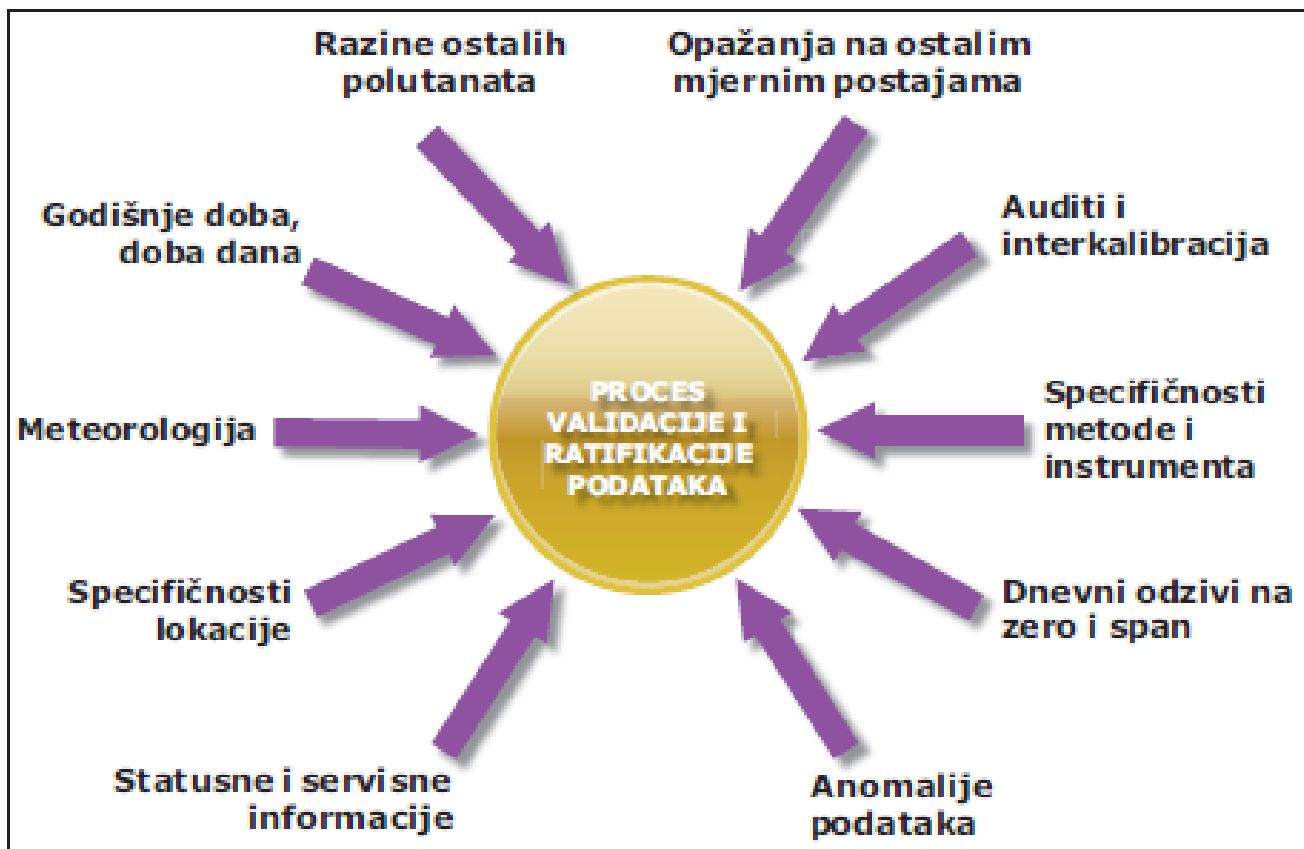 Razine ostalih
polutanata
Opažanja na ostalim
mjernim postajama
Godišnje doba,
doba dana
Auditi i
interkalibracija
Meteorologija
PROCES
VALIDACIJE I
RATIFIKACIJE
PODATAKA
Specifičnosti
metode i
instrumenta
Specifičnosti
lokacije
Dnevni odzivi na
zero i span
Statusne i servisne
informacije
Anomalije
podataka